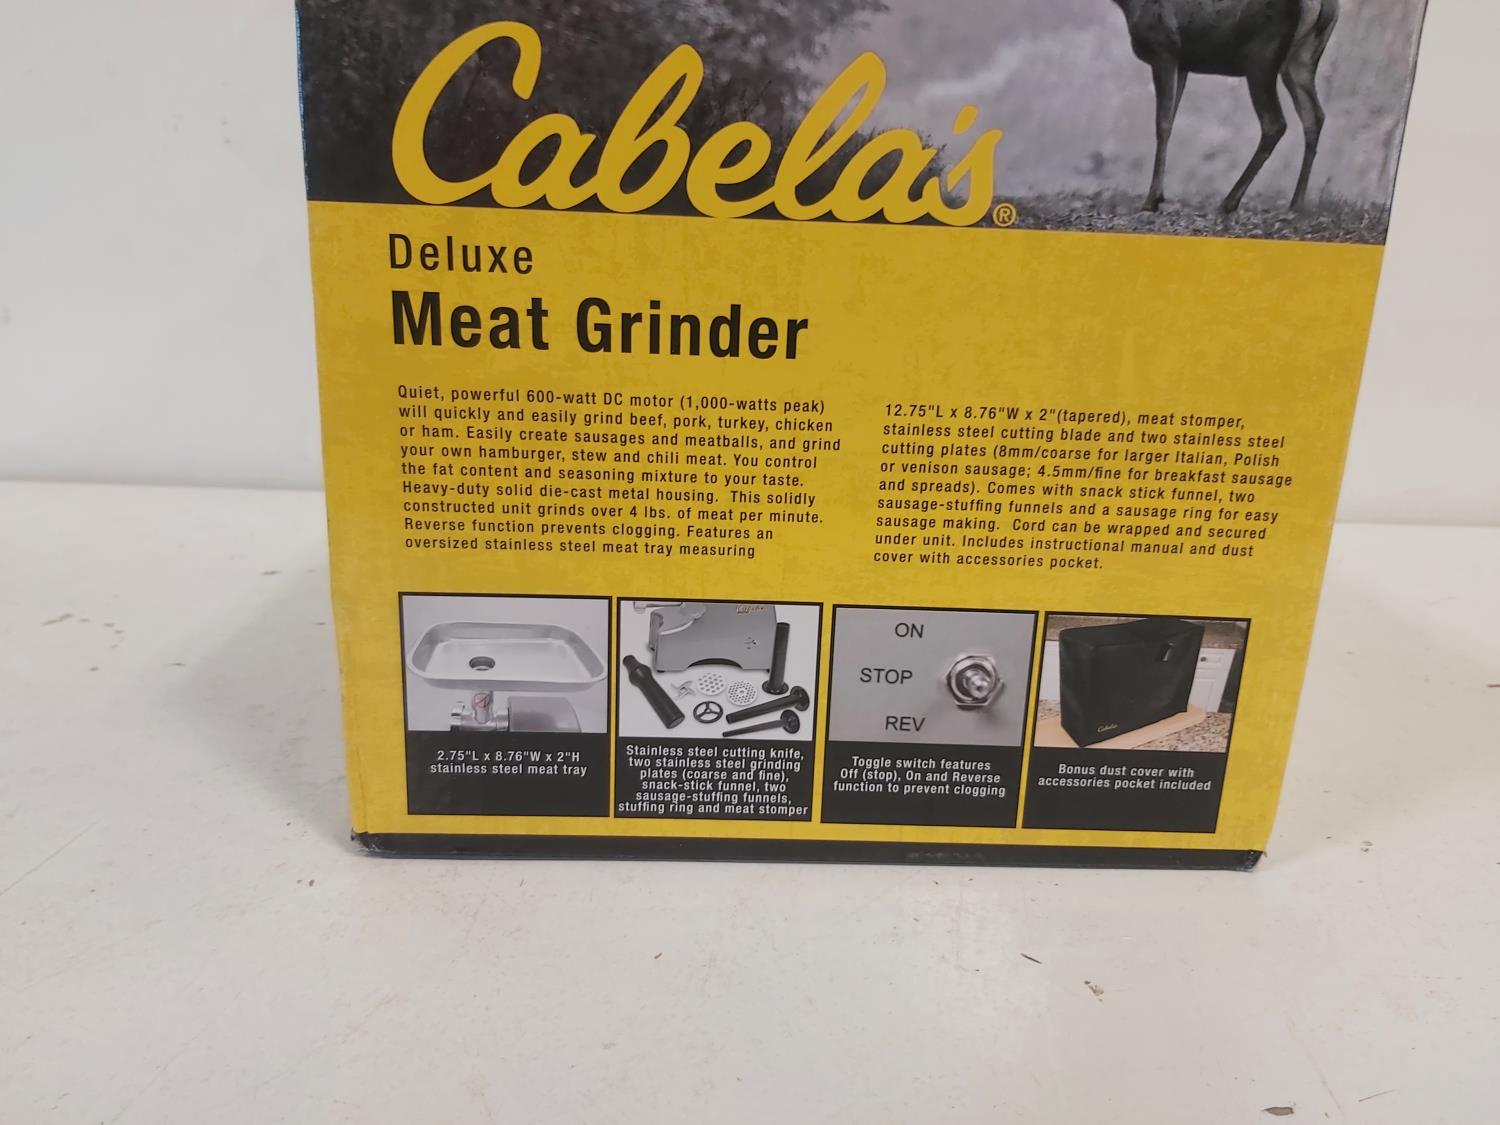 Cabela's®
Deluxe
Meat Grinder
Quiet, powerful 600-watt DC motor (1,000-watts peak)
will quickly and easily grind beef, pork, turkey, chicken
or ham. Easily create sausages and meatballs, and grind
your own hamburger, stew and chili meat. You control
the fat content and seasoning mixture to your taste.
Heavy-duty solid die-cast metal housing. This solidly
constructed unit grinds over 4 lbs. of meat per minute.
Reverse function prevents clogging. Features an
oversized stainless steel meat tray measuring
12.75"L x 8.76"W x 2"(tapered), meat stomper,
stainless steel cutting blade and two stainless steel
cutting plates (8mm/coarse for larger Italian, Polish
or venison sausage; 4.5mm/fine for breakfast sausage
and spreads). Comes with snack stick funnel, two
sausage-stuffing funnels and a sausage ring for easy
sausage making. Cord can be wrapped and secured
under unit. Includes instructional manual and dust
cover with accessories pocket.
2.75"L x 8.76"W x 2"H
stainless steel meat tray
Cabela's
Stainless steel cutting knife,
two stainless steel grinding
plates (coarse and fine),
snack-stick funnel, two
sausage-stuffing funnels,
stuffing ring and meat stomper
ON
STOP
REV
Toggle switch features
Off (stop), On and Reverse
function to prevent clogging
Cabela's
Bonus dust cover with
accessories pocket included